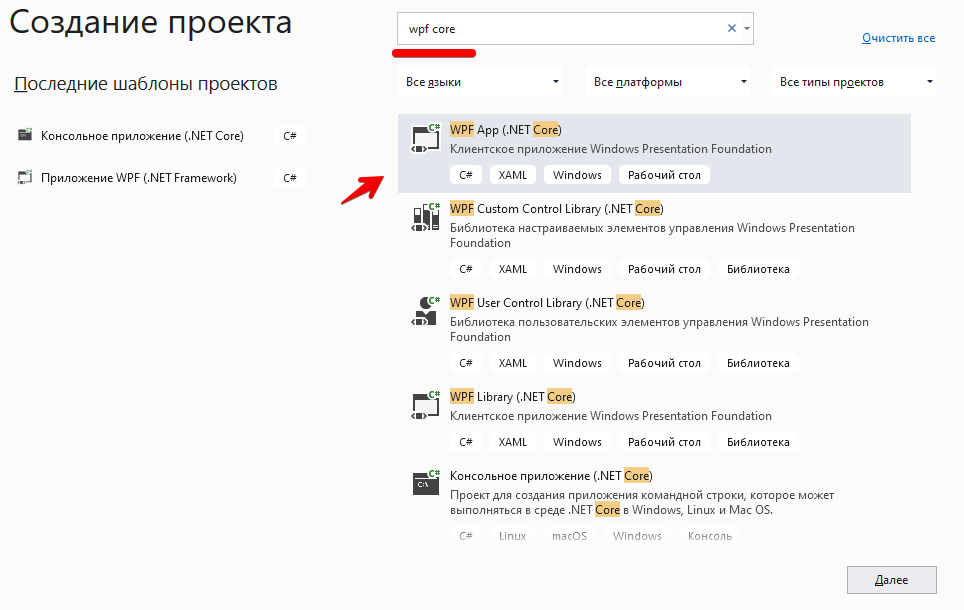 Создание проекта
wpf core
Очистить все
Последние шаблоны проектов
Все языки
Все платформы
Все типы проектов
Консольное приложение (.NET Core)
C#
Приложение WPF (.NET Framework)
C#
WPF App (.NET Core)
Клиентское приложение Windows Presentation Foundation
C# XAML Windows Рабочий стол
WPF Custom Control Library (.NET Core)
Библиотека настраиваемых элементов управления Windows Presentation
Foundation
C# XAML Windows Рабочий стол Библиотека
WPF User Control Library (.NET Core)
Библиотека пользовательских элементов управления Windows Presentation
Foundation
C# XAML Windows Рабочий стол Библиотека
WPF Library (.NET Core)
Клиентское приложение Windows Presentation Foundation
C# XAML Windows Рабочий стол Библиотека
Консольное приложение (.NET Core)
Проект для создания приложения командной строки, которое может
выполняться в среде .NET Core в Windows, Linux и Mac OS.
C# Linux macOS Windows Консоль
Далее